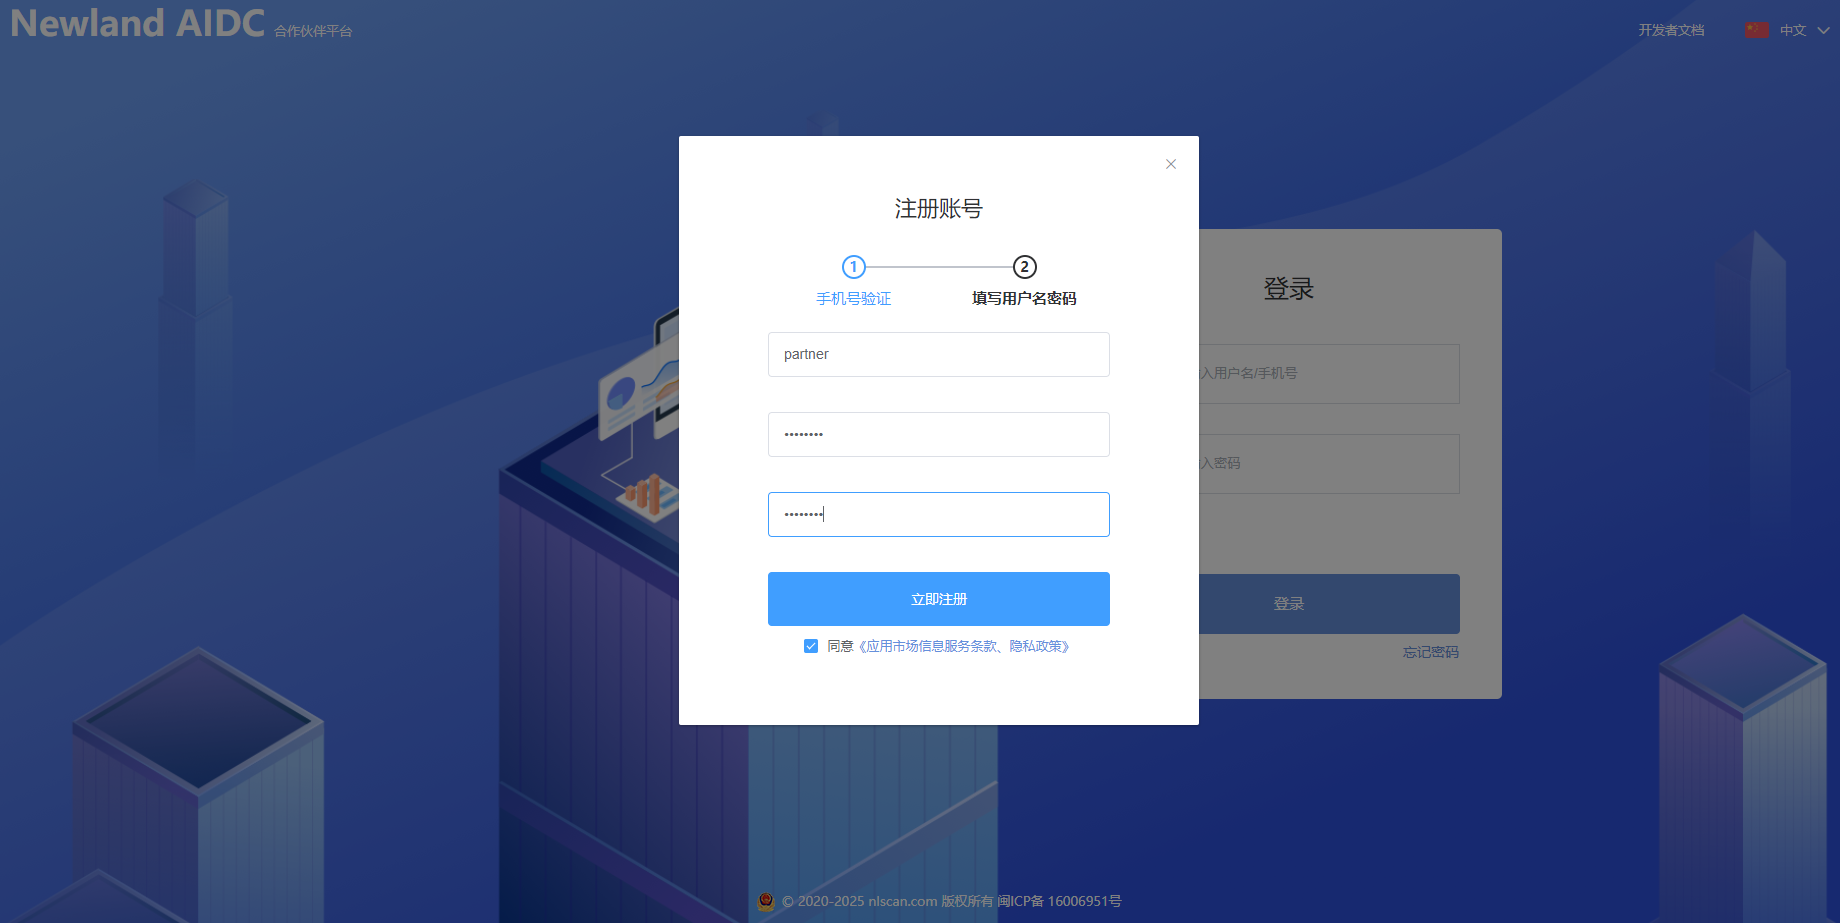 Newland AIDC 合作伙伴平台
开发者文档 中文
注册账号
1 2
手机号验证 填写用户名密码
partner
••••••••
••••••••
立即注册
同意《应用市场信息服务条款、隐私政策》
登录
入用户名/手机号
入密码
登录
忘记密码
© 2020-2025 nlscan.com 版权所有 闽ICP备 16006951号